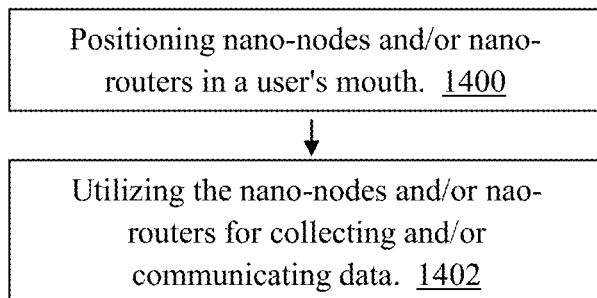 Positioning nano-nodes and/or nano-
routers in a user's mouth. 1400
Utilizing the nano-nodes and/or nao-
routers for collecting and/or
communicating data. 1402